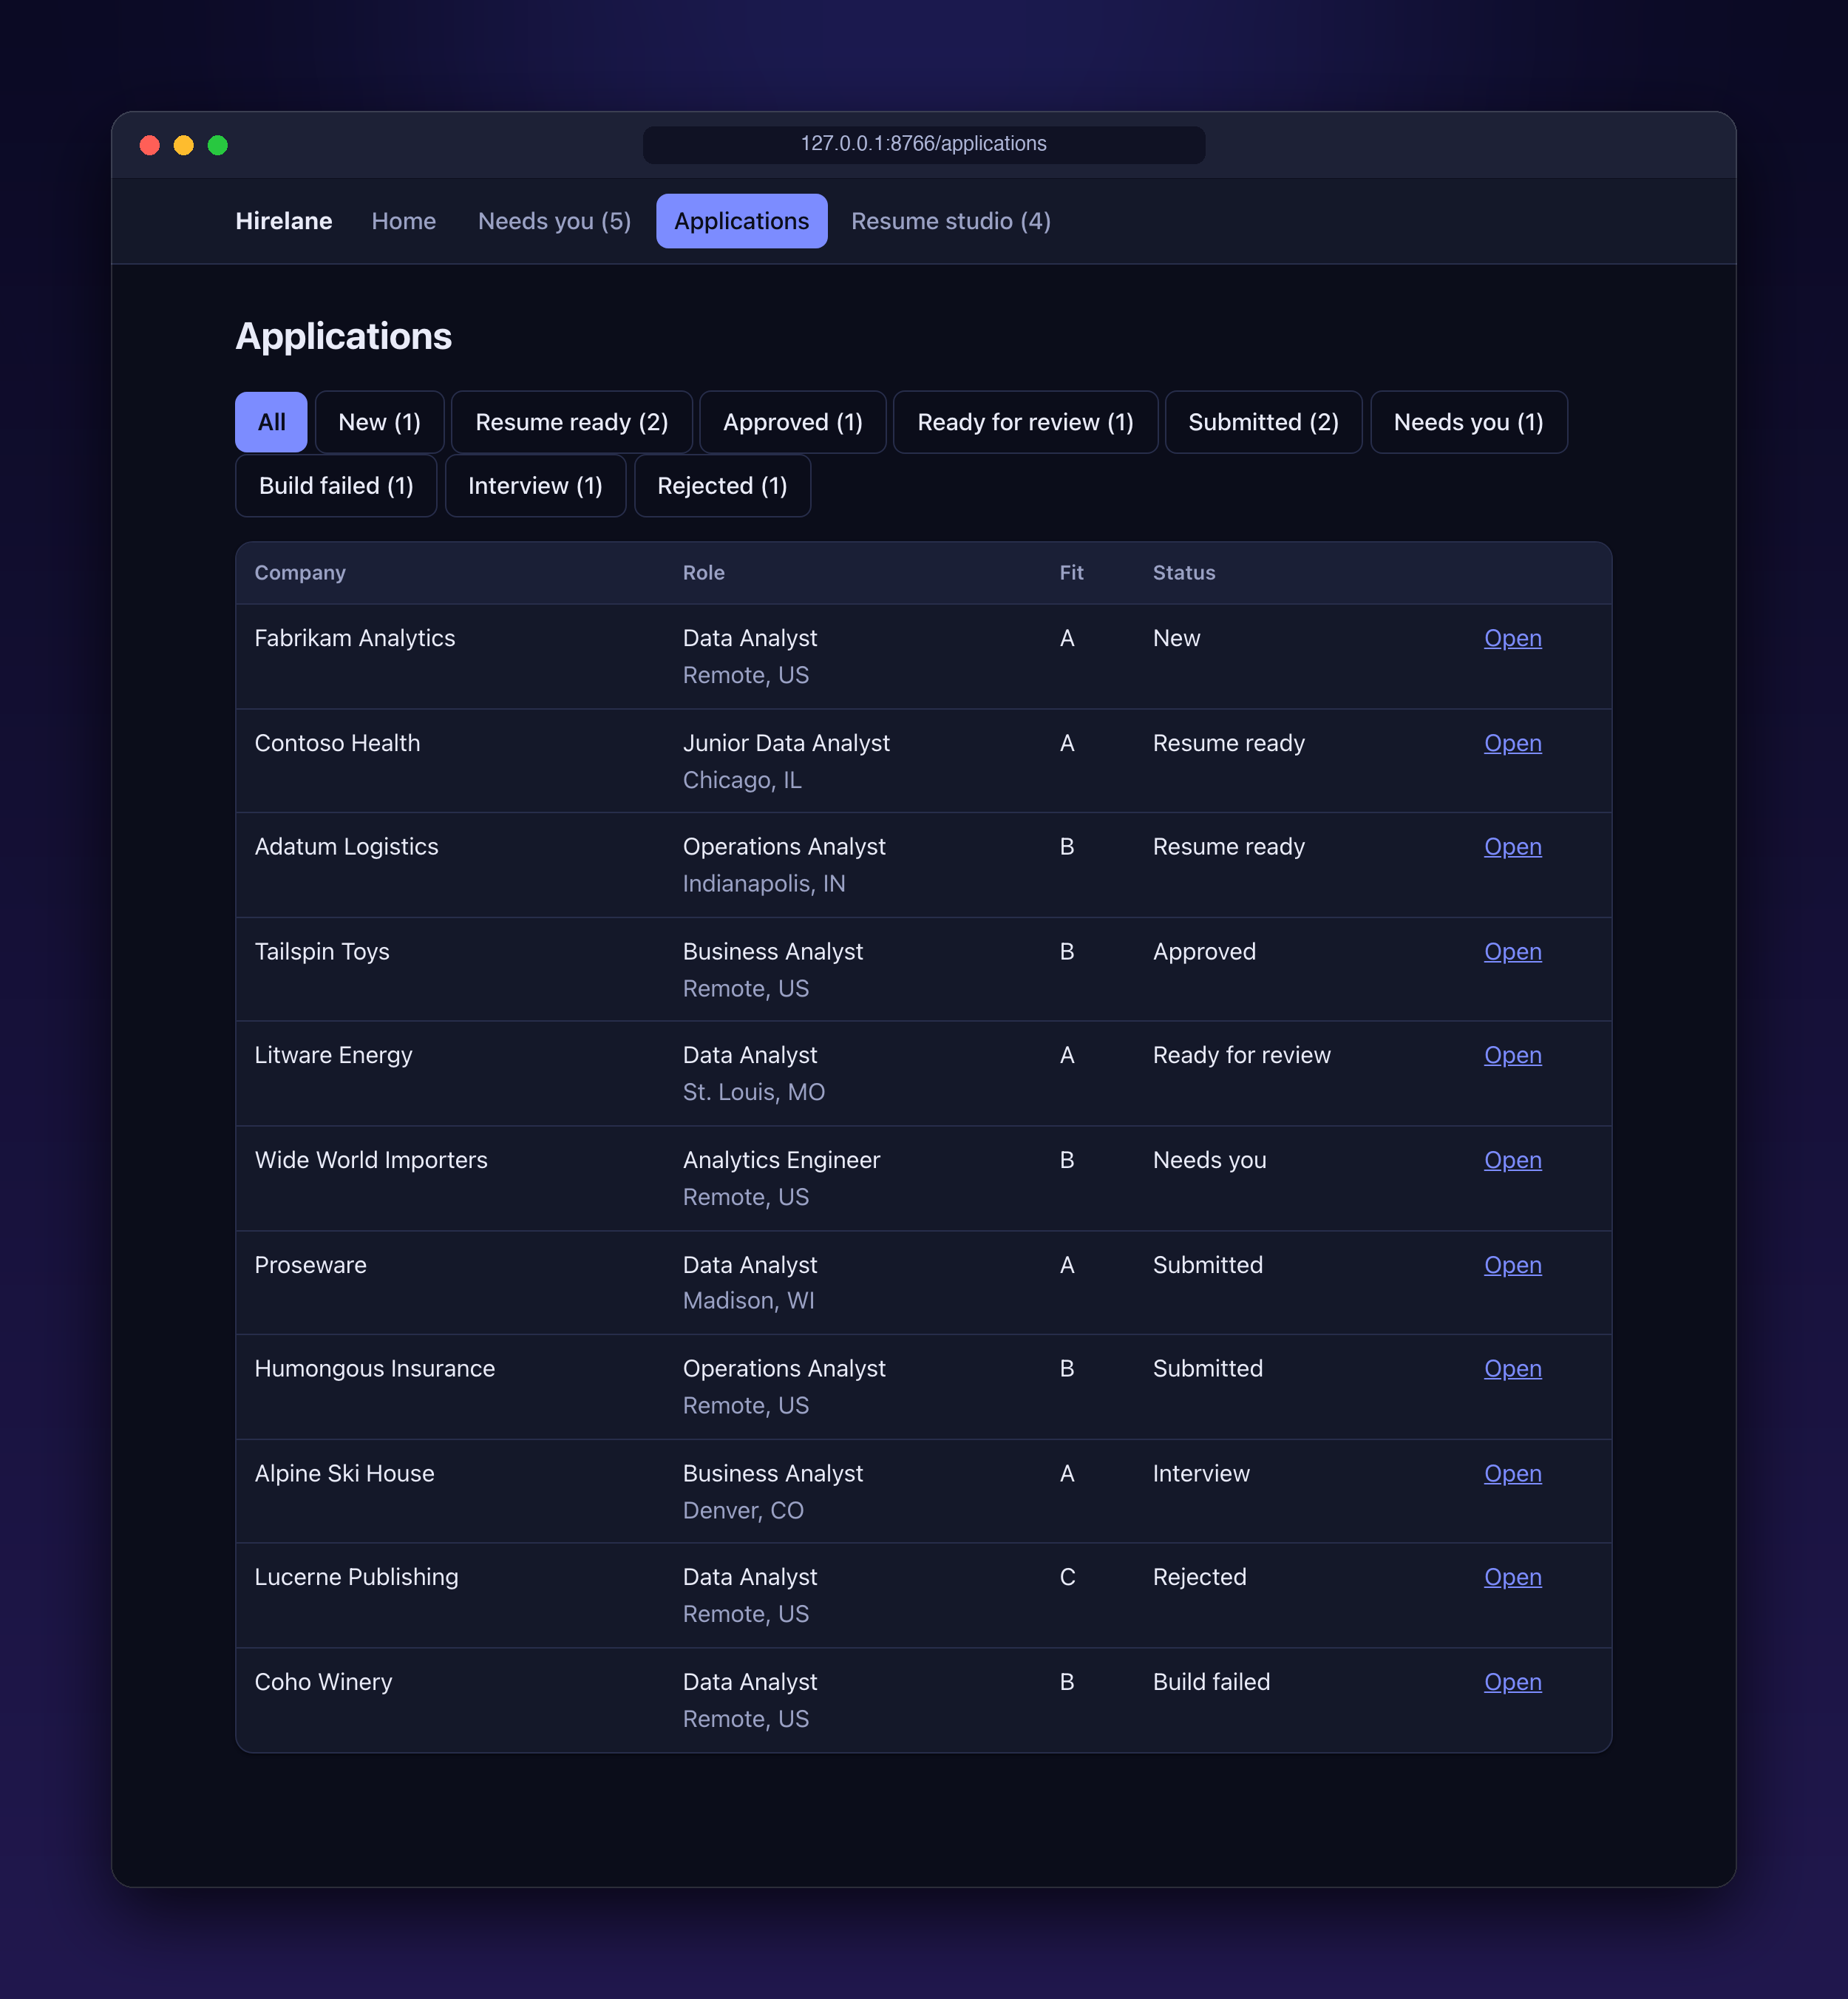 127.0.0.1:8766/applications
Hirelane Home Needs you (5) Applications Resume studio (4)
Applications
All New (1) Resume ready (2) Approved (1) Ready for review (1) Submitted (2) Needs you (1)
Build failed (1) Interview (1) Rejected (1)
Company Role Fit Status
Fabrikam Analytics Data Analyst A New Open
Remote, US
Contoso Health Junior Data Analyst A Resume ready Open
Chicago, IL
Adatum Logistics Operations Analyst B Resume ready Open
Indianapolis, IN
Tailspin Toys Business Analyst B Approved Open
Remote, US
Litware Energy Data Analyst A Ready for review Open
St. Louis, MO
Wide World Importers Analytics Engineer B Needs you Open
Remote, US
Proseware Data Analyst A Submitted Open
Madison, WI
Humongous Insurance Operations Analyst B Submitted Open
Remote, US
Alpine Ski House Business Analyst A Interview Open
Denver, CO
Lucerne Publishing Data Analyst C Rejected Open
Remote, US
Coho Winery Data Analyst B Build failed Open
Remote, US